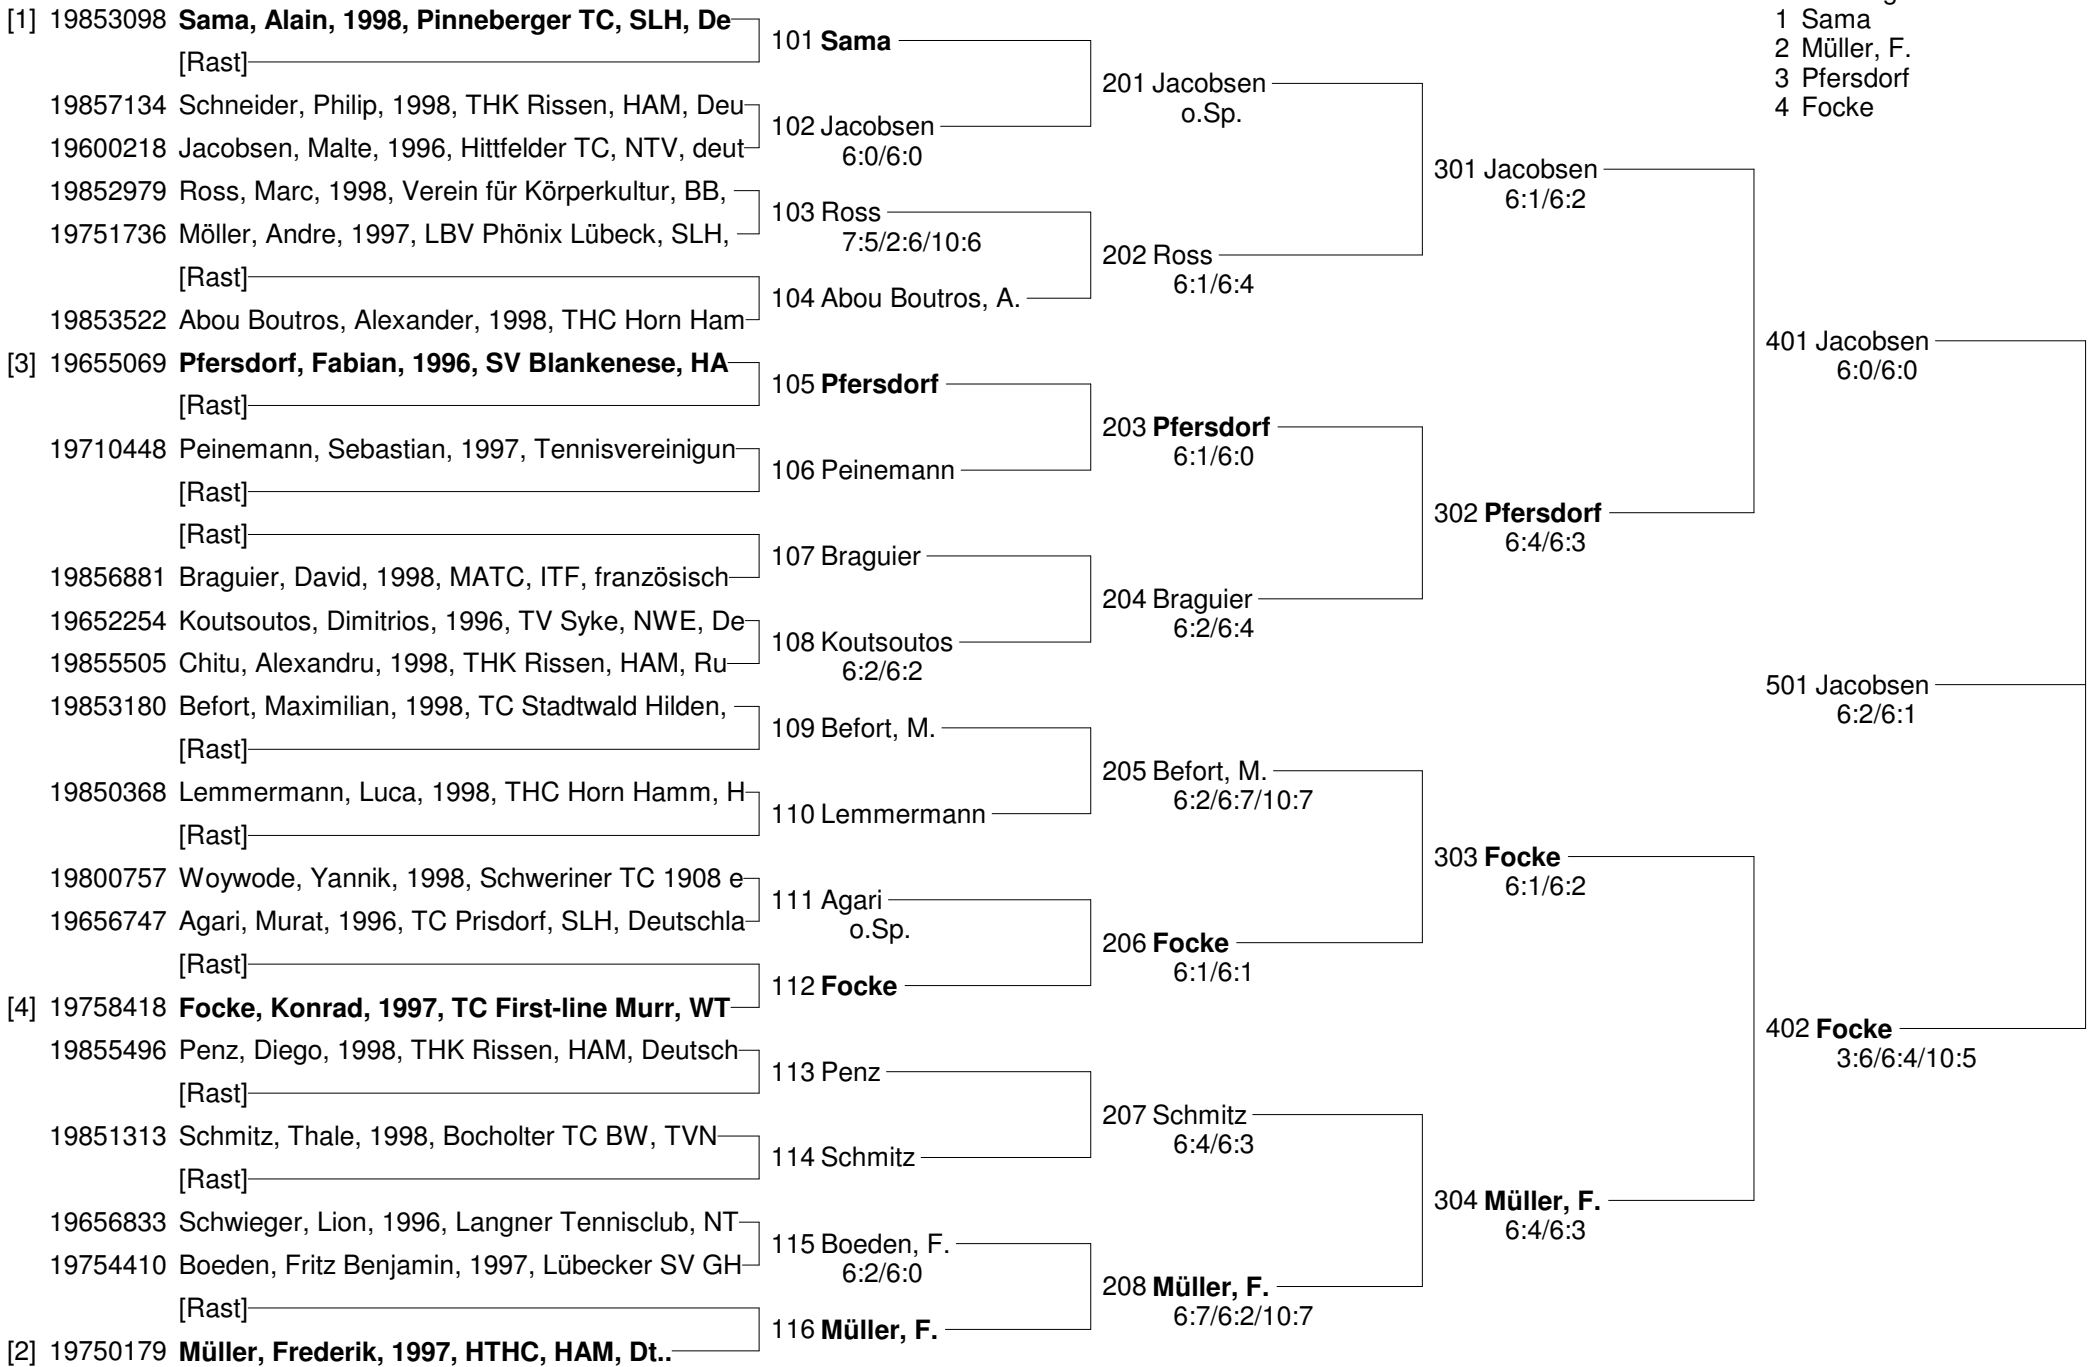 [1] 19853098 Sama, Alain, 1998, Pinneberger TC, SLH, De
[Rast]
19857134 Schneider, Philip, 1998, THK Rissen, HAM, Deu
19600218 Jacobsen, Malte, 1996, Hittfelder TC, NTV, deut
19852979 Ross, Marc, 1998, Verein für Körperkultur, BB,
19751736 Möller, Andre, 1997, LBV Phönix Lübeck, SLH,
[Rast]
19853522 Abou Boutros, Alexander, 1998, THC Horn Ham
[3] 19655069 Pfersdorf, Fabian, 1996, SV Blankenese, HA
[Rast]
19710448 Peinemann, Sebastian, 1997, Tennisvereinigun
[Rast]
[Rast]
19856881 Braguier, David, 1998, MATC, ITF, französisch
19652254 Koutsoutos, Dimitrios, 1996, TV Syke, NWE, De
19855505 Chitu, Alexandru, 1998, THK Rissen, HAM, Ru
19853180 Befort, Maximilian, 1998, TC Stadtwald Hilden,
[Rast]
19850368 Lemmermann, Luca, 1998, THC Horn Hamm, H
[Rast]
19800757 Woywode, Yannik, 1998, Schweriner TC 1908 e
19656747 Agari, Murat, 1996, TC Prisdorf, SLH, Deutschla
[Rast]
[4] 19758418 Focke, Konrad, 1997, TC First-line Murr, WT
19855496 Penz, Diego, 1998, THK Rissen, HAM, Deutsch
[Rast]
19851313 Schmitz, Thale, 1998, Bocholter TC BW, TVN
[Rast]
19656833 Schwieger, Lion, 1996, Langner Tennisclub, NT
19754410 Boeden, Fritz Benjamin, 1997, Lübecker SV GH
[Rast]
[2] 19750179 Müller, Frederik, 1997, HTHC, HAM, Dt..
101 Sama
102 Jacobsen
6:0/6:0
103 Ross
7:5/2:6/10:6
104 Abou Boutros, A.
105 Pfersdorf
106 Peinemann
107 Braguier
108 Koutsoutos
6:2/6:2
109 Befort, M.
110 Lemmermann
111 Agari
o.Sp.
112 Focke
113 Penz
114 Schmitz
115 Boeden, F.
6:2/6:0
116 Müller, F.
201 Jacobsen
o.Sp.
202 Ross
6:1/6:4
203 Pfersdorf
6:1/6:0
204 Braguier
6:2/6:4
205 Befort, M.
6:2/6:7/10:7
206 Focke
6:1/6:1
207 Schmitz
6:4/6:3
208 Müller, F.
6:7/6:2/10:7
301 Jacobsen
6:1/6:2
302 Pfersdorf
6:4/6:3
303 Focke
6:1/6:2
304 Müller, F.
6:4/6:3
1 Sama
2 Müller, F.
3 Pfersdorf
4 Focke
401 Jacobsen
6:0/6:0
501 Jacobsen
6:2/6:1
402 Focke
3:6/6:4/10:5